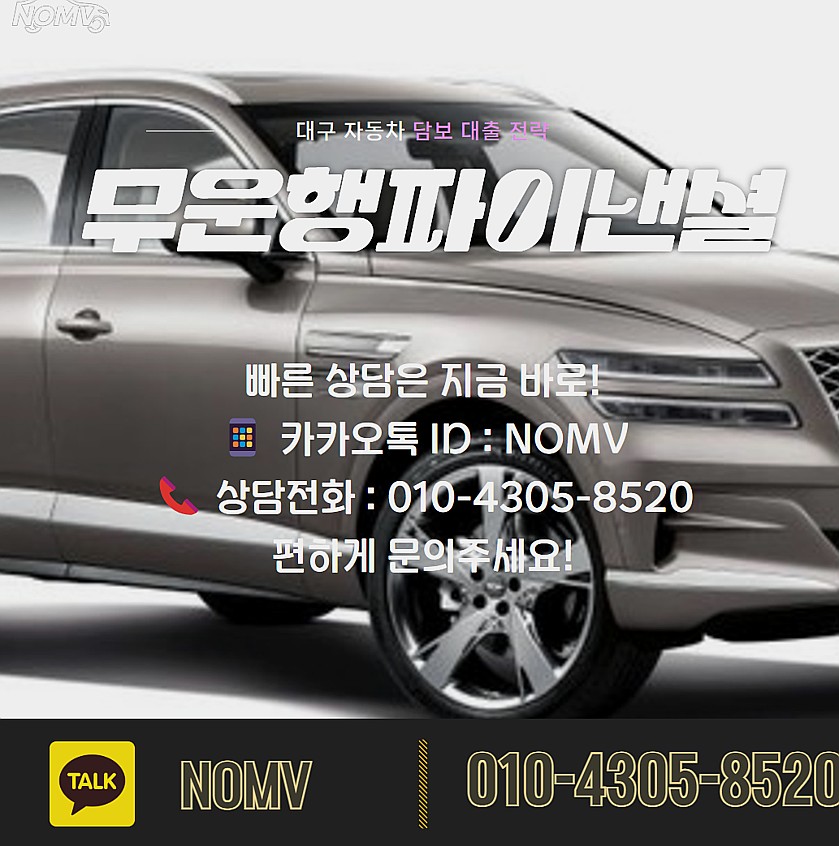 NOMV
대구 자동차 담보 대출 전략
무운행파이낸셜
빠른 상담은 지금 바로!
카카오톡 ID : NOMV
상담전화 : 010-4305-8520
편하게 문의주세요!
TALK NOMV 010-4305-8520